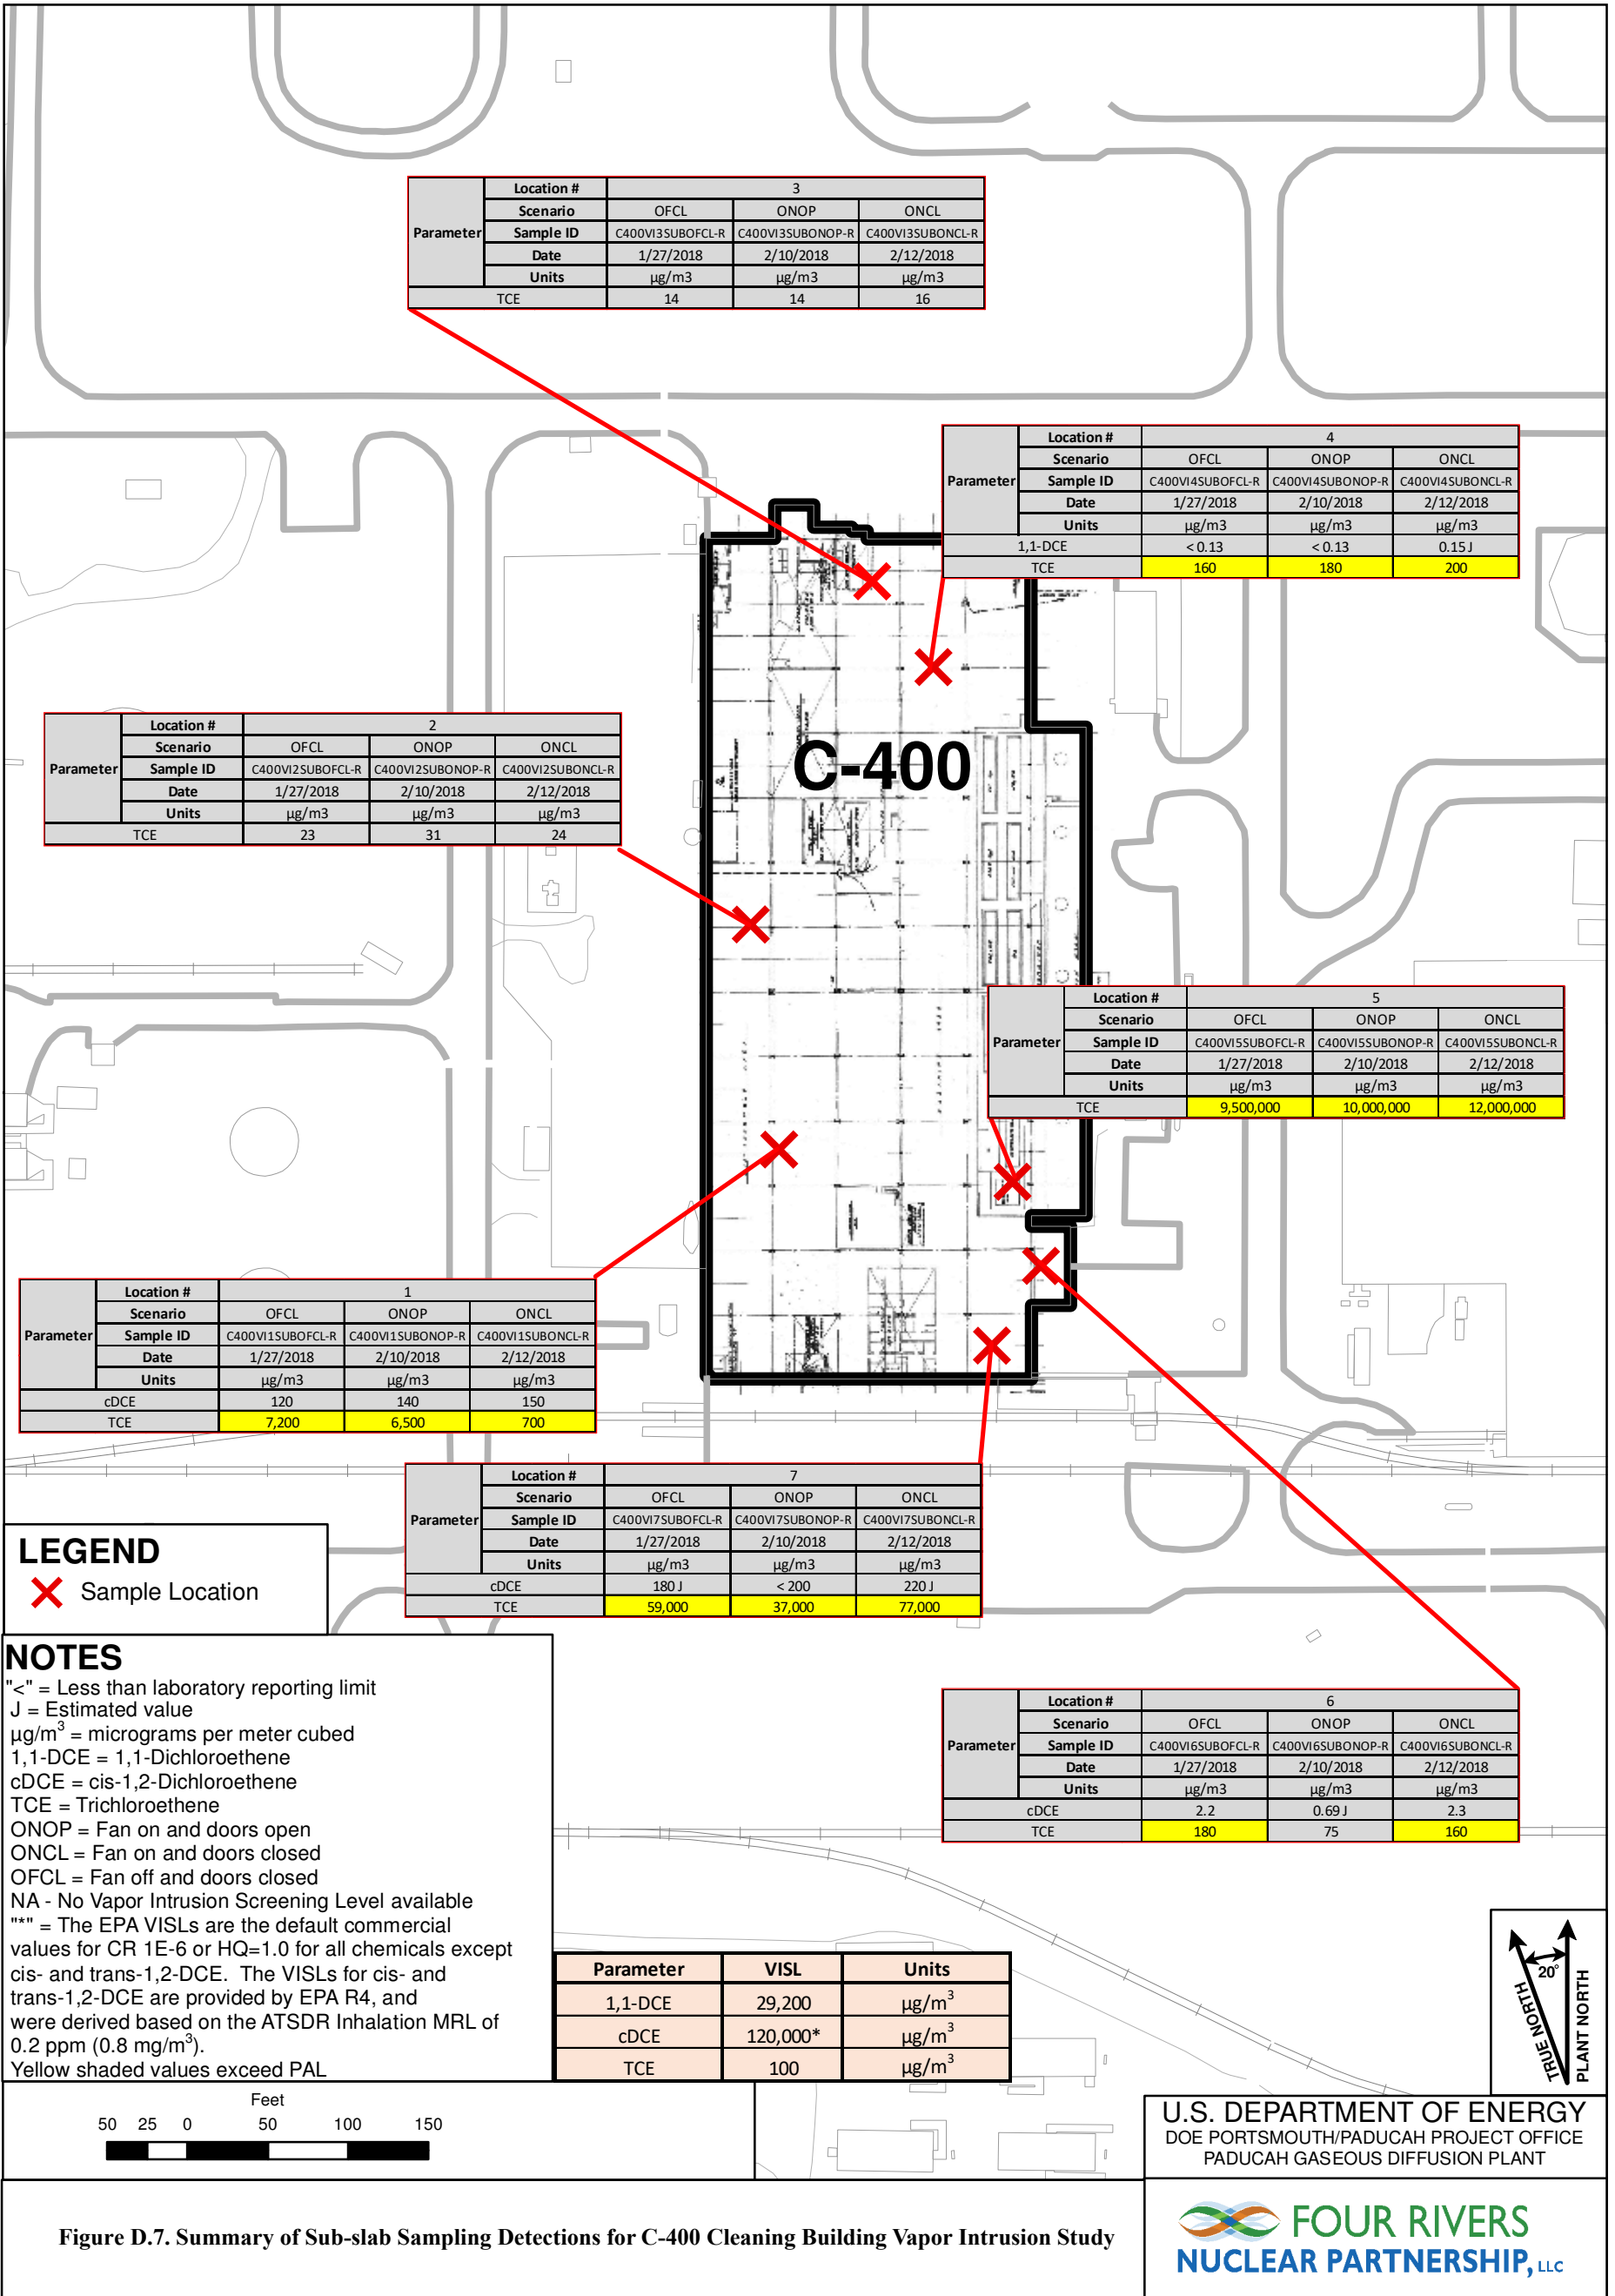 Parameter Location # 3
Scenario OFCL ONOP ONCL
Sample ID C400VI3SUBOFCL-R C400VI3SUBONOP-R C400VI3SUBONCL-R
Date 1/27/2018 2/10/2018 2/12/2018
Units µg/m3 µg/m3 µg/m3
TCE 14 14 16
Parameter Location # 4
Scenario OFCL ONOP ONCL
Sample ID C400VI4SUBOFCL-R C400VI4SUBONOP-R C400VI4SUBONCL-R
Date 1/27/2018 2/10/2018 2/12/2018
Units µg/m3 µg/m3 µg/m3
1,1-DCE < 0.13 < 0.13 0.15 J
TCE 160 180 200
C-400
Parameter Location # 2
Scenario OFCL ONOP ONCL
Sample ID C400VI2SUBOFCL-R C400VI2SUBONOP-R C400VI2SUBONCL-R
Date 1/27/2018 2/10/2018 2/12/2018
Units µg/m3 µg/m3 µg/m3
TCE 23 31 24
Parameter Location # 5
Scenario OFCL ONOP ONCL
Sample ID C400VI5SUBOFCL-R C400VI5SUBONOP-R C400VI5SUBONCL-R
Date 1/27/2018 2/10/2018 2/12/2018
Units µg/m3 µg/m3 µg/m3
TCE 9,500,000 10,000,000 12,000,000
Parameter Location # 1
Scenario OFCL ONOP ONCL
Sample ID C400VI1SUBOFCL-R C400VI1SUBONOP-R C400VI1SUBONCL-R
Date 1/27/2018 2/10/2018 2/12/2018
Units µg/m3 µg/m3 µg/m3
cDCE 120 140 150
TCE 7,200 6,500 700
Parameter Location # 7
Scenario OFCL ONOP ONCL
Sample ID C400VI7SUBOFCL-R C400VI7SUBONOP-R C400VI7SUBONCL-R
Date 1/27/2018 2/10/2018 2/12/2018
Units µg/m3 µg/m3 µg/m3
cDCE 180 J < 200 220 J
TCE 59,000 37,000 77,000
Parameter Location # 6
Scenario OFCL ONOP ONCL
Sample ID C400VI6SUBOFCL-R C400VI6SUBONOP-R C400VI6SUBONCL-R
Date 1/27/2018 2/10/2018 2/12/2018
Units µg/m3 µg/m3 µg/m3
cDCE 2.2 0.69 J 2.3
TCE 180 75 160
LEGEND
Sample Location
NOTES
"<" = Less than laboratory reporting limit
J = Estimated value
µg/m³ = micrograms per meter cubed
1,1-DCE = 1,1-Dichloroethene
cDCE = cis-1,2-Dichloroethene
TCE = Trichloroethene
ONOP = Fan on and doors open
ONCL = Fan on and doors closed
OFCL = Fan off and doors closed
NA - No Vapor Intrusion Screening Level available
"*" = The EPA VISLs are the default commercial
values for CR 1E-6 or HQ=1.0 for all chemicals except
cis- and trans-1,2-DCE. The VISLs for cis- and
trans-1,2-DCE are provided by EPA R4, and
were derived based on the ATSDR Inhalation MRL of
0.2 ppm (0.8 mg/m³).
Yellow shaded values exceed PAL
Parameter VISL Units
1,1-DCE 29,200 µg/m³
cDCE 120,000* µg/m³
TCE 100 µg/m³
20°
TRUE NORTH
PLANT NORTH
Feet
50 25 0 50 100 150
U.S. DEPARTMENT OF ENERGY
DOE PORTSMOUTH/PADUCAH PROJECT OFFICE
PADUCAH GASEOUS DIFFUSION PLANT
Figure D.7. Summary of Sub-slab Sampling Detections for C-400 Cleaning Building Vapor Intrusion Study
FOUR RIVERS
NUCLEAR PARTNERSHIP, LLC